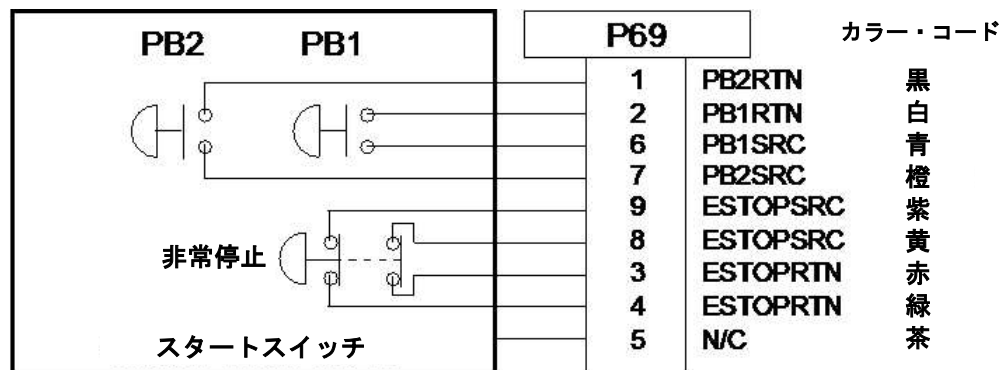 PB2 PB1 P69 カラー・コード
1 PB2RTN 黒
2 PB1RTN 白
6 PB1SRC 青
7 PB2SRC 橙
9 ESTOPSRC 紫
8 ESTOPSRC 黄
非常停止
3 ESTOPRTN 赤
4 ESTOPRTN 緑
5 N/C 茶
スタートスイッチ